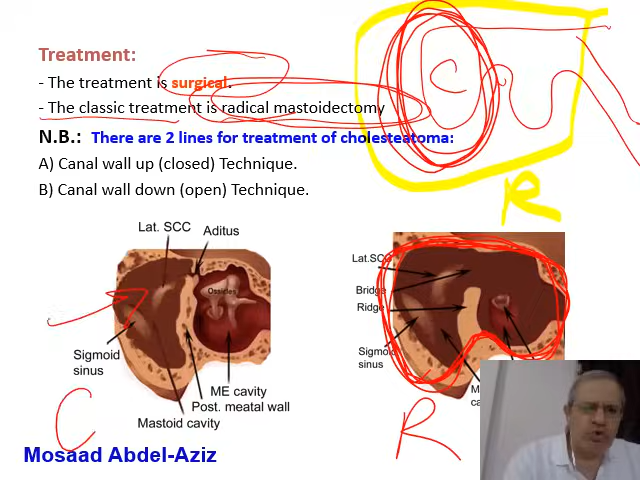 Treatment:
- The treatment is surgical.
- The classic treatment is radical mastoidectomy
N.B.: There are 2 lines for treatment of cholesteatoma:
A) Canal wall up (closed) Technique.
B) Canal wall down (open) Technique.
R
Lat. SCC
Aditus
Ossicles
Sigmoid
sinus
ME cavity
Post. meatal wall
Mastoid cavity
C
Lat.SCC
Bridge
Ridge
Sigmoid
sinus
R
Mosaad Abdel-Aziz